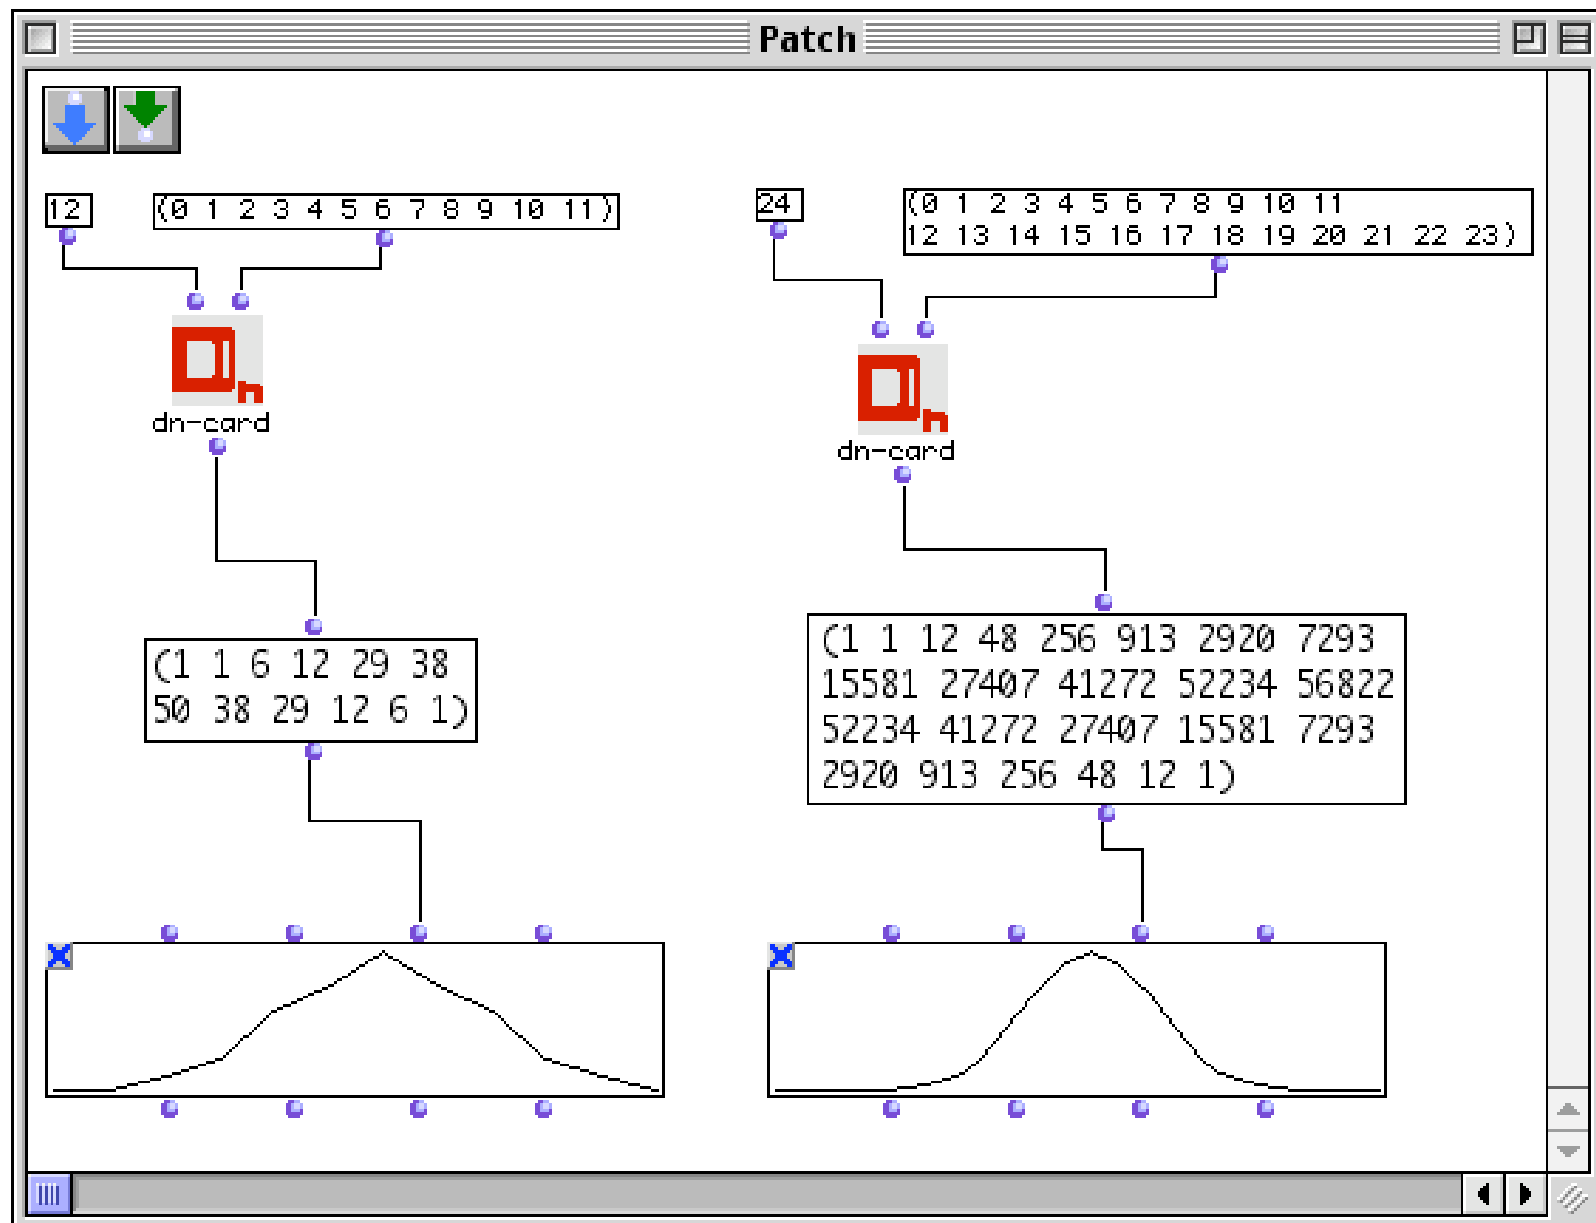 Patch
12
(0 1 2 3 4 5 6 7 8 9 10 11)
24
(0 1 2 3 4 5 6 7 8 9 10 11
12 13 14 15 16 17 18 19 20 21 22 23)
Dn
dn-card
Dn
dn-card
(1 1 6 12 29 38
50 38 29 12 6 1)
(1 1 12 48 256 913 2920 7293
15581 27407 41272 52234 56822
52234 41272 27407 15581 7293
2920 913 256 48 12 1)